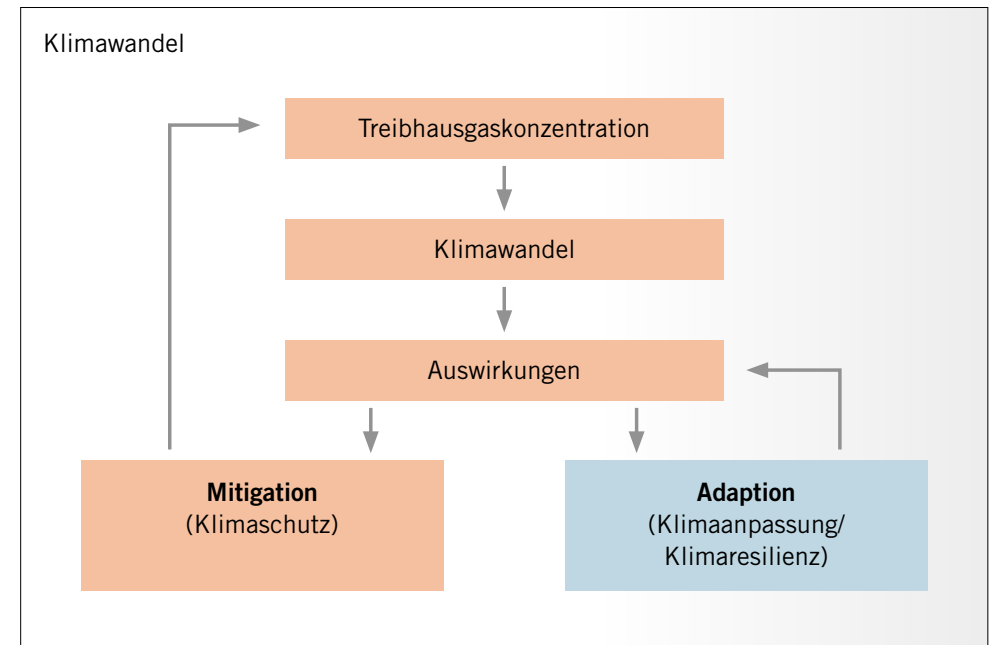 Klimawandel
Treibhausgaskonzentration
Klimawandel
Auswirkungen
Mitigation
(Klimaschutz)
Adaption
(Klimaanpassung/
Klimaresilienz)